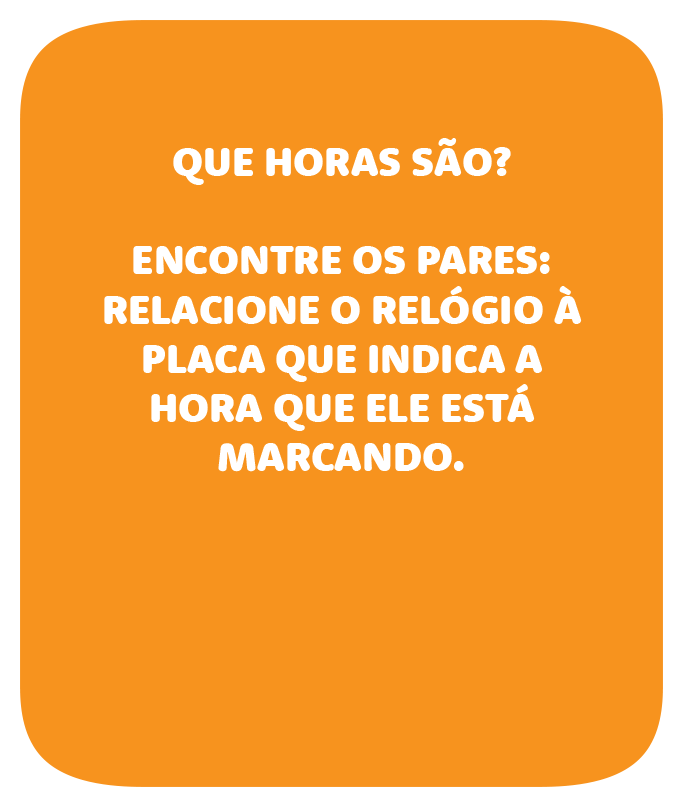 QUE HORAS SÃO?
ENCONTRE OS PARES:
RELACIONE O RELÓGIO À
PLACA QUE INDICA A
HORA QUE ELE ESTÁ
MARCANDO.